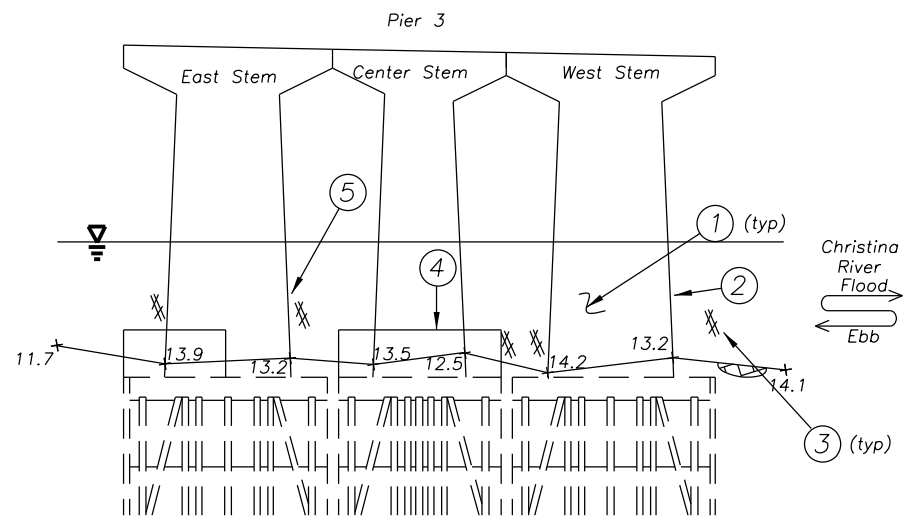 Pier 3
East Stem
Center Stem
West Stem
5
1 (typ)
4
2
Christina
River
Flood
Ebb
11.7
13.9
13.2
13.5
12.5
14.2
13.2
14.1
3 (typ)